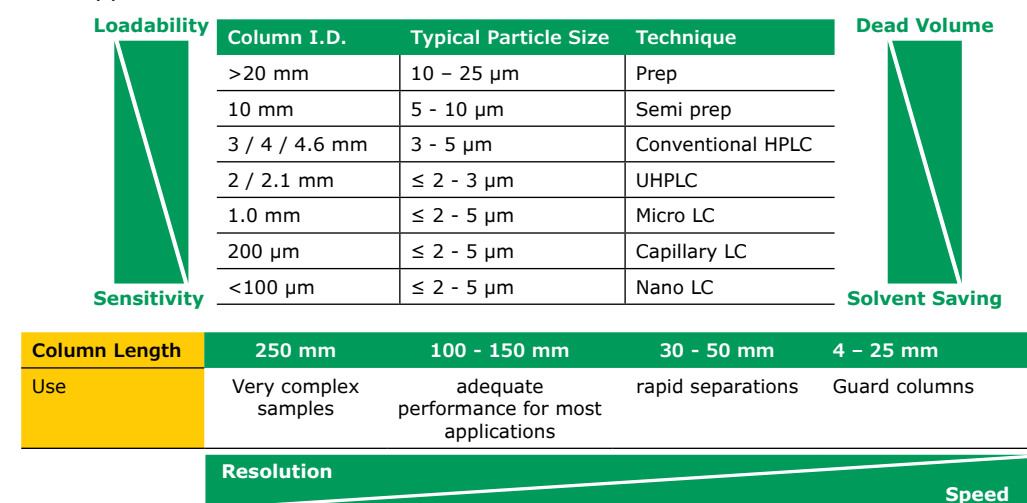 Loadability
Dead Volume
Column I.D. Typical Particle Size Technique
>20 mm 10 – 25 µm Prep
10 mm 5 - 10 µm Semi prep
3 / 4 / 4.6 mm 3 - 5 µm Conventional HPLC
2 / 2.1 mm ≤ 2 - 3 µm UHPLC
1.0 mm ≤ 2 - 5 µm Micro LC
200 µm ≤ 2 - 5 µm Capillary LC
<100 µm ≤ 2 - 5 µm Nano LC
Sensitivity
Solvent Saving
Column Length 250 mm 100 - 150 mm 30 - 50 mm 4 – 25 mm
Use Very complex adequate rapid separations Guard columns
samples performance for most
applications
Resolution
Speed